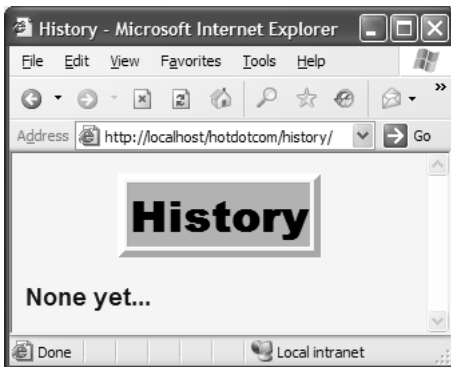 History - Microsoft Internet Explorer
File Edit View Favorites Tools Help
Address http://localhost/hotdotcom/history/ Go
History
None yet...
Done Local intranet